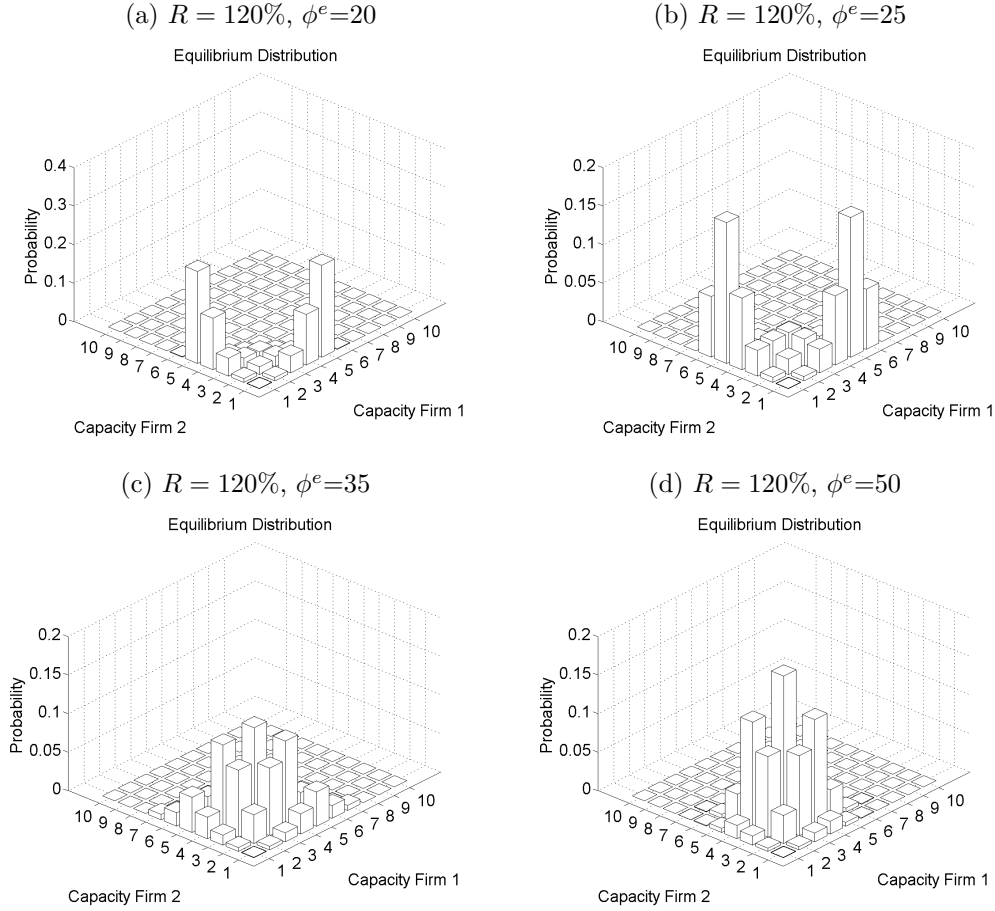 (a) R = 120%, ϕᵉ=20
Equilibrium Distribution
0.4
0.3
0.2
0.1
0
Probability
10 9 8 7 6 5 4 3 2 1
1 2 3 4 5 6 7 8 9 10
Capacity Firm 2
Capacity Firm 1
(b) R = 120%, ϕᵉ=25
Equilibrium Distribution
0.2
0.15
0.1
0.05
0
Probability
10 9 8 7 6 5 4 3 2 1
1 2 3 4 5 6 7 8 9 10
Capacity Firm 2
Capacity Firm 1
(c) R = 120%, ϕᵉ=35
Equilibrium Distribution
0.2
0.15
0.1
0.05
0
Probability
10 9 8 7 6 5 4 3 2 1
1 2 3 4 5 6 7 8 9 10
Capacity Firm 2
Capacity Firm 1
(d) R = 120%, ϕᵉ=50
Equilibrium Distribution
0.2
0.15
0.1
0.05
0
Probability
10 9 8 7 6 5 4 3 2 1
1 2 3 4 5 6 7 8 9 10
Capacity Firm 2
Capacity Firm 1